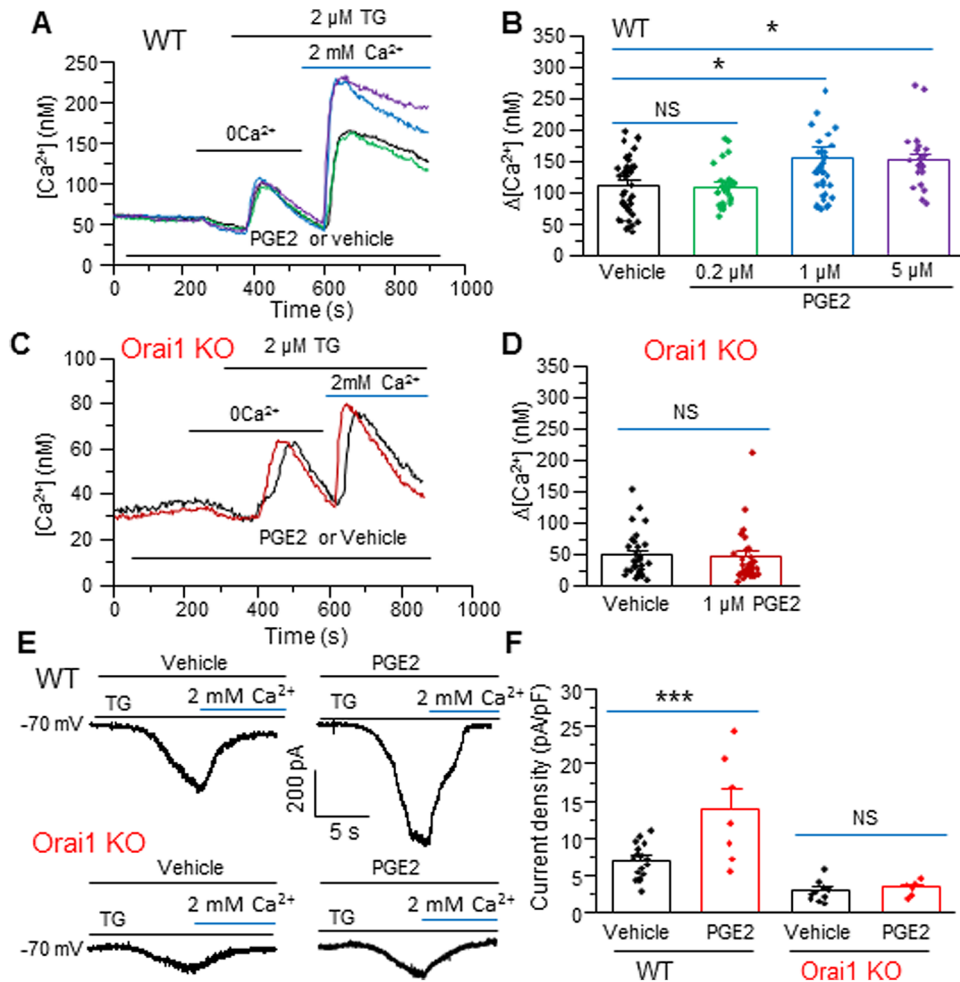 A
WT
2 µM TG
2 mM Ca²⁺
0Ca²⁺
PGE2 or vehicle
[Ca²⁺] (nM)
250
200
150
100
50
0
0 200 400 600 800 1000
Time (s)
B
WT
*
*
NS
Δ[Ca²⁺] (nM)
350
300
250
200
150
100
50
0
Vehicle 0.2 µM 1 µM 5 µM
PGE2
C
Orai1 KO
2 µM TG
2mM Ca²⁺
0Ca²⁺
PGE2 or Vehicle
[Ca²⁺] (nM)
100
80
60
40
20
0
0 200 400 600 800 1000
Time (s)
D
Orai1 KO
NS
Δ[Ca²⁺] (nM)
350
300
250
200
150
100
50
0
Vehicle 1 µM PGE2
E
WT
Vehicle
TG 2 mM Ca²⁺
-70 mV
PGE2
TG 2 mM Ca²⁺
200 pA
5 s
Orai1 KO
Vehicle
2 mM Ca²⁺
TG
-70 mV
PGE2
2 mM Ca²⁺
TG
F
***
NS
Current density (pA/pF)
30
25
20
15
10
5
0
Vehicle PGE2 Vehicle PGE2
WT Orai1 KO